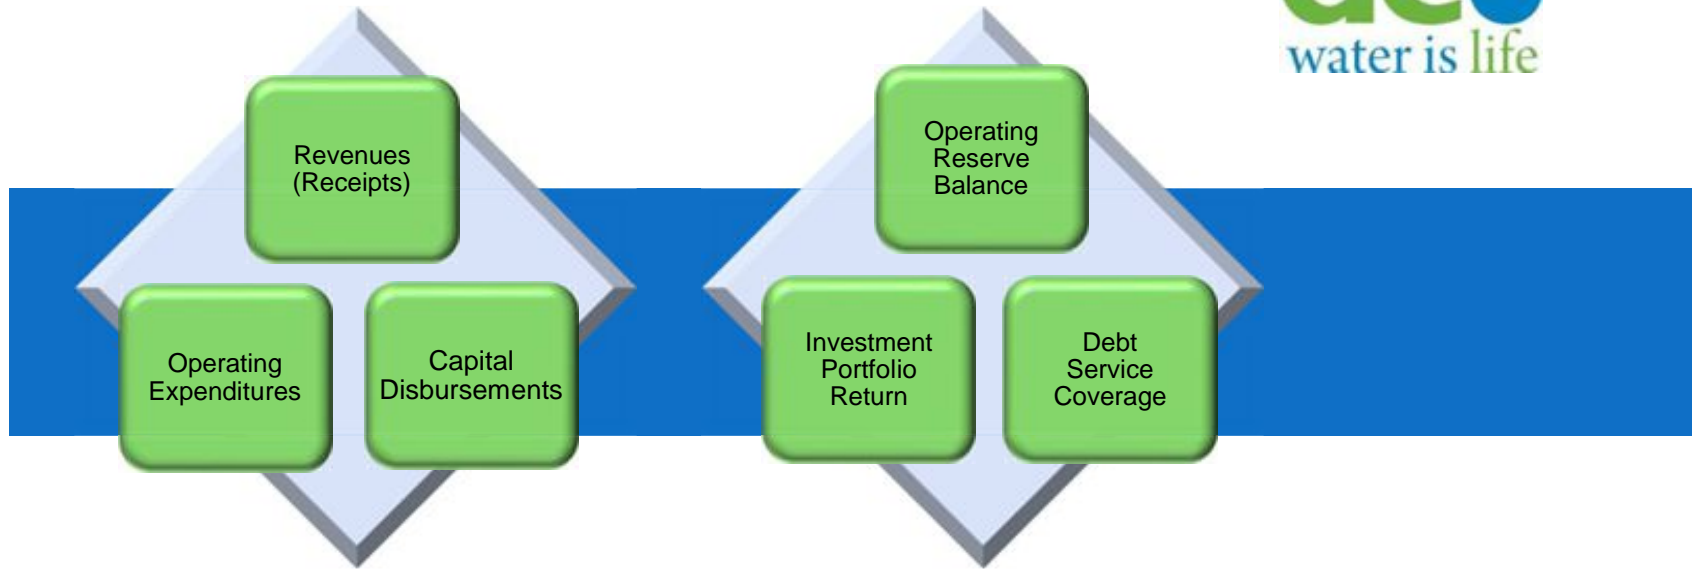 water is life
Revenues
(Receipts)
Operating
Expenditures
Capital
Disbursements
Operating
Reserve
Balance
Investment
Portfolio
Return
Debt
Service
Coverage